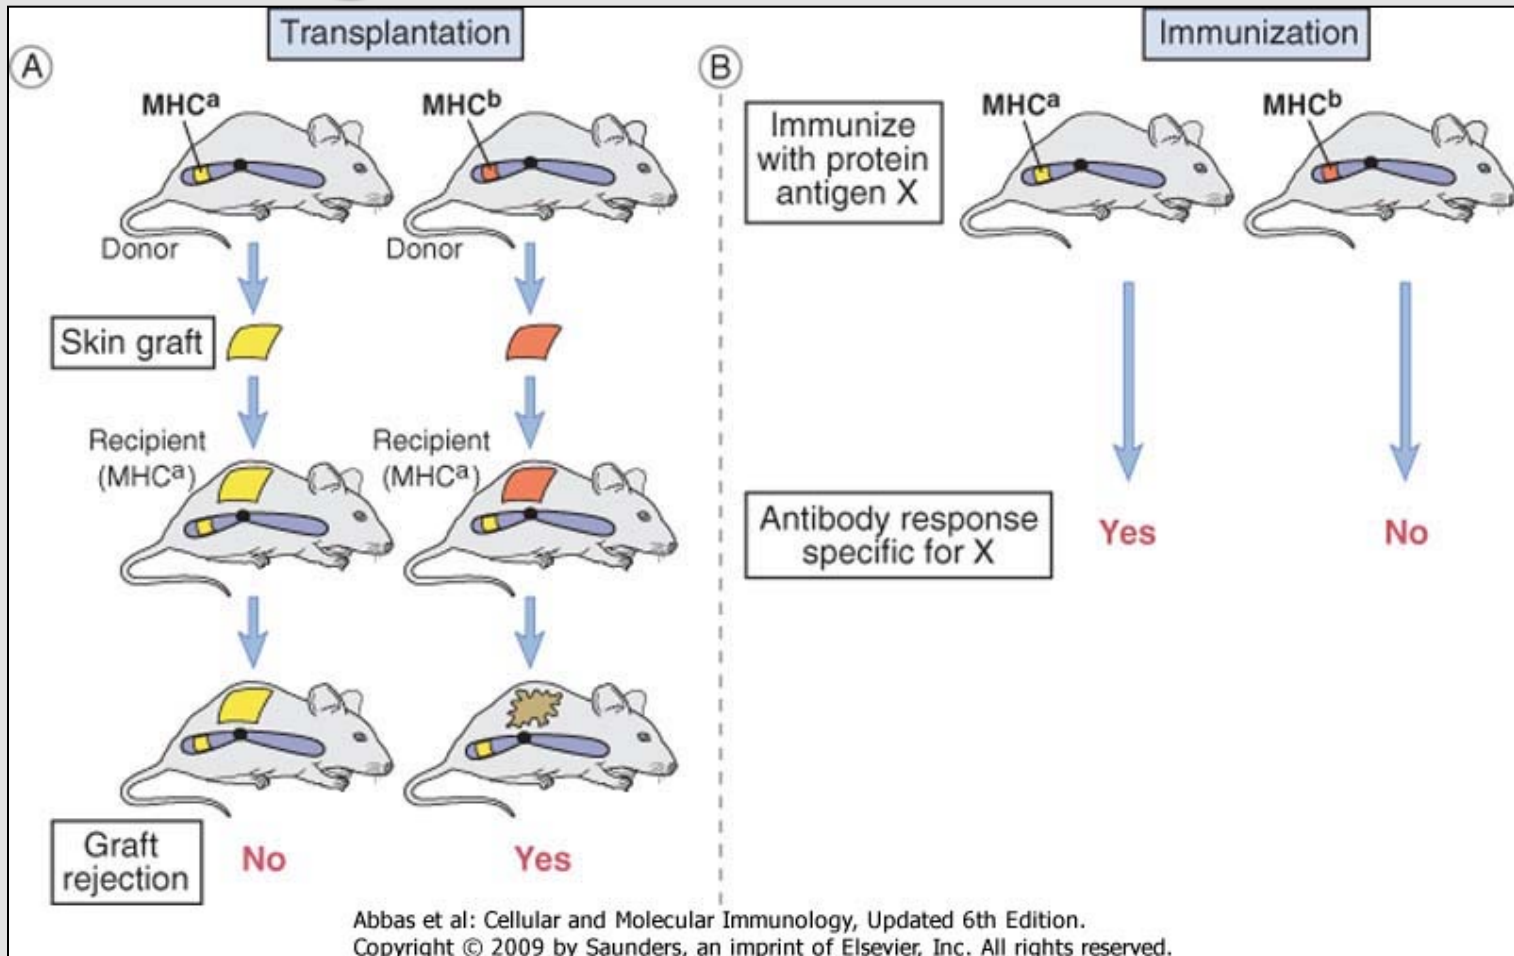 Transplantation
A
MHCa
MHCb
Donor
Donor
Skin graft
Recipient
(MHCa)
Recipient
(MHCa)
Graft
rejection
No
Yes
Immunization
B
Immunize
with protein
antigen X
MHCa
MHCb
Antibody response
specific for X
Yes
No
Abbas et al: Cellular and Molecular Immunology, Updated 6th Edition.
Copyright © 2009 by Saunders, an imprint of Elsevier, Inc. All rights reserved.